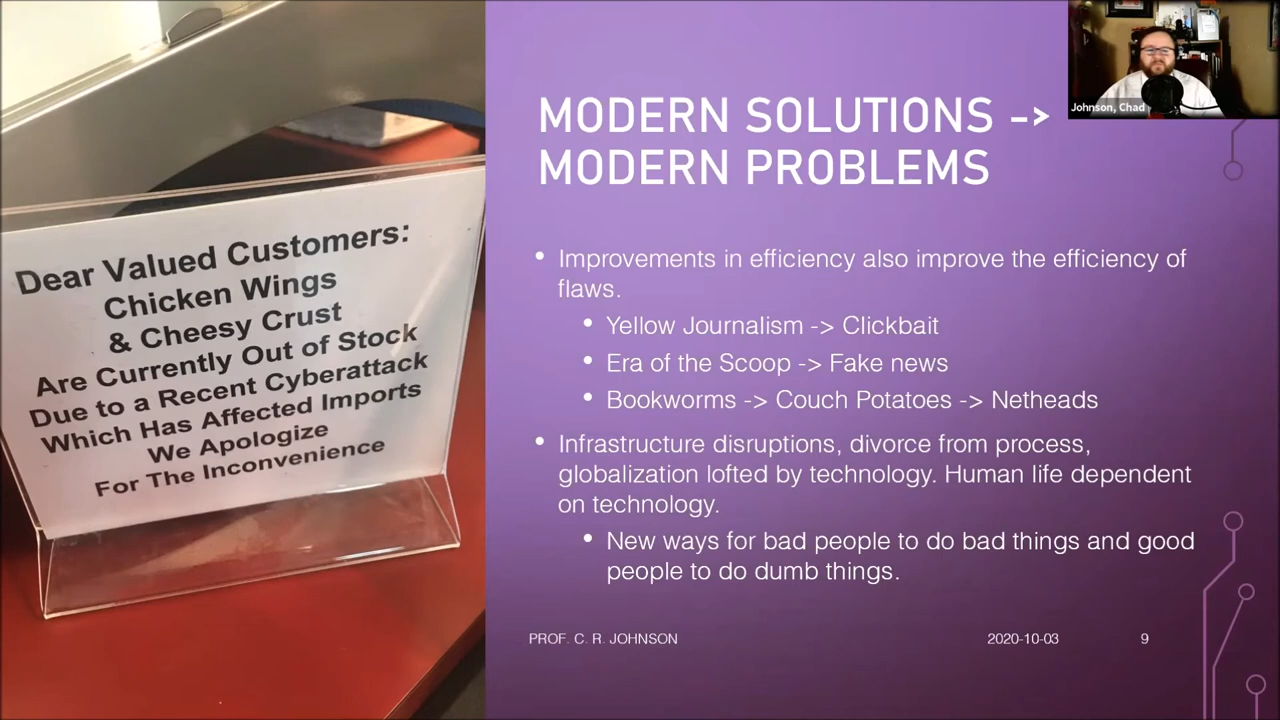 Dear Valued Customers:
Chicken Wings
& Cheesy Crust
Are Currently Out of Stock
Due to a Recent Cyberattack
Which Has Affected Imports
We Apologize
For The Inconvenience
MODERN SOLUTIONS ->
MODERN PROBLEMS
• Improvements in efficiency also improve the efficiency of
flaws.
• Yellow Journalism -> Clickbait
• Era of the Scoop -> Fake news
• Bookworms -> Couch Potatoes -> Netheads
• Infrastructure disruptions, divorce from process,
globalization lofted by technology. Human life dependent
on technology.
• New ways for bad people to do bad things and good
people to do dumb things.
PROF. C. R. JOHNSON 2020-10-03 9
Johnson, Chad